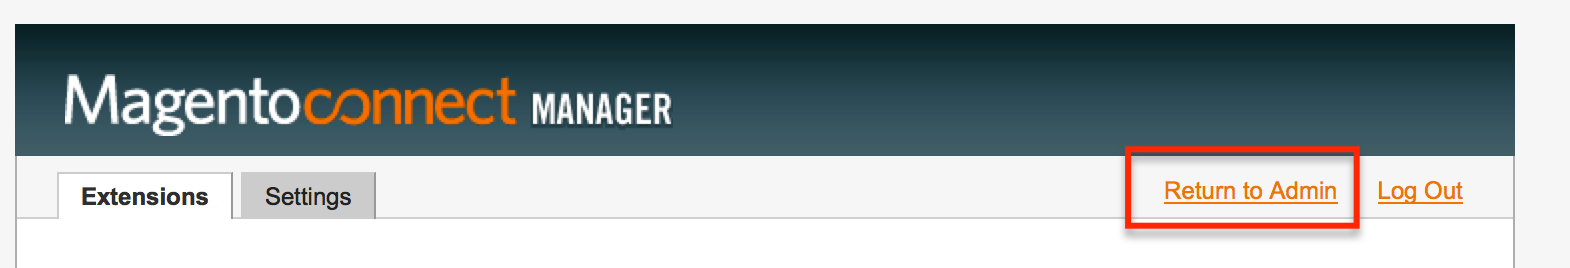 Magentoconnect MANAGER
Extensions Settings Return to Admin Log Out